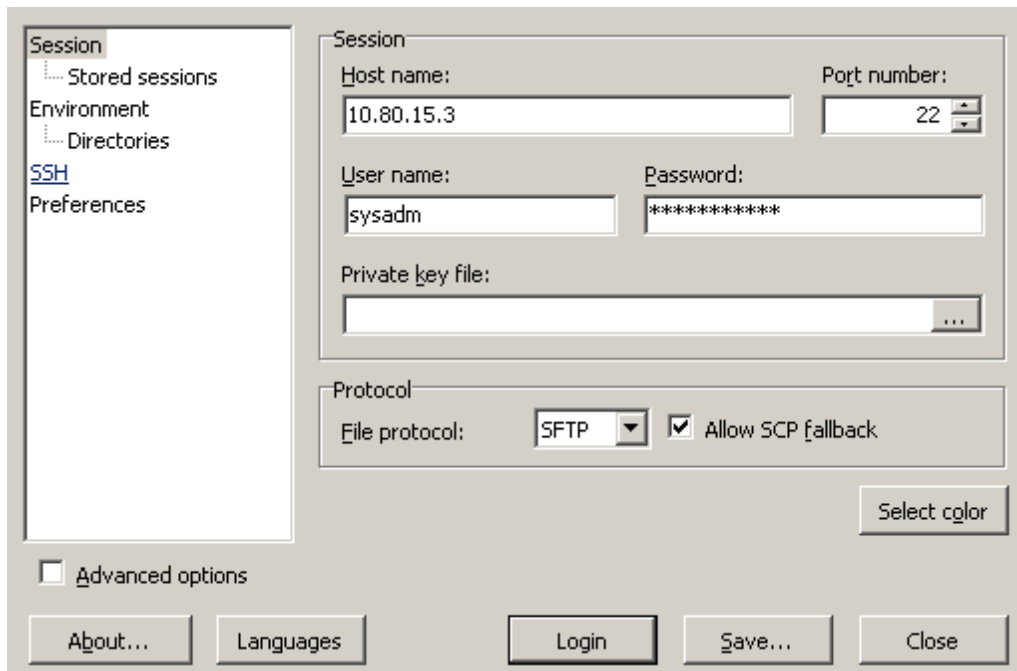 Session
Stored sessions
Environment
Directories
SSH
Preferences
Session
Host name: Port number:
10.80.15.3 22
User name: Password:
sysadm ***********
Private key file:
...
Protocol
File protocol: SFTP Allow SCP fallback
Select color
Advanced options
About... Languages Login Save... Close